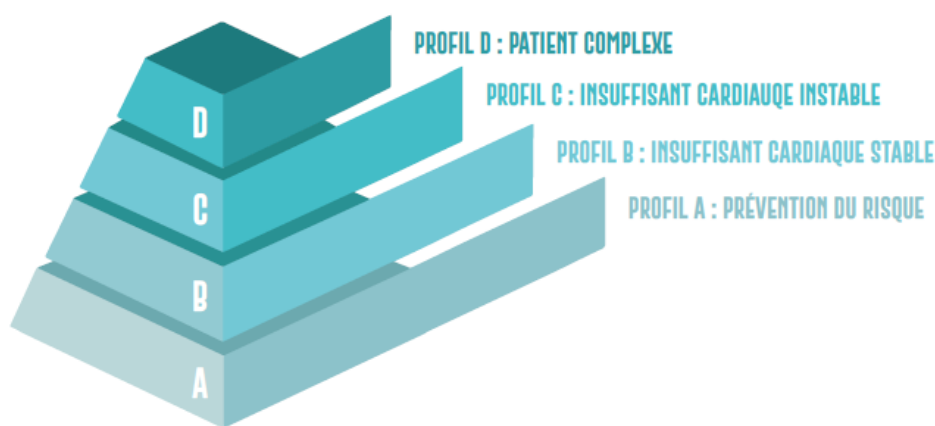 PROFIL D : PATIENT COMPLEXE
PROFIL C : INSUFFISANT CARDIAUQE INSTABLE
PROFIL B : INSUFFISANT CARDIAQUE STABLE
PROFIL A : PRÉVENTION DU RISQUE
D
C
B
A